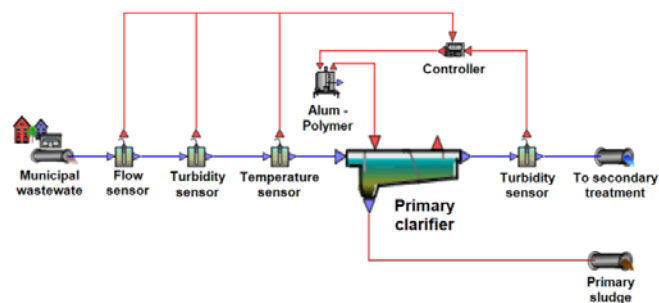 Controller
Alum -
Polymer
Municipal
wastewate
Flow
sensor
Turbidity
sensor
Temperature
sensor
Primary
clarifier
Turbidity
sensor
To secondary
treatment
Primary
sludge